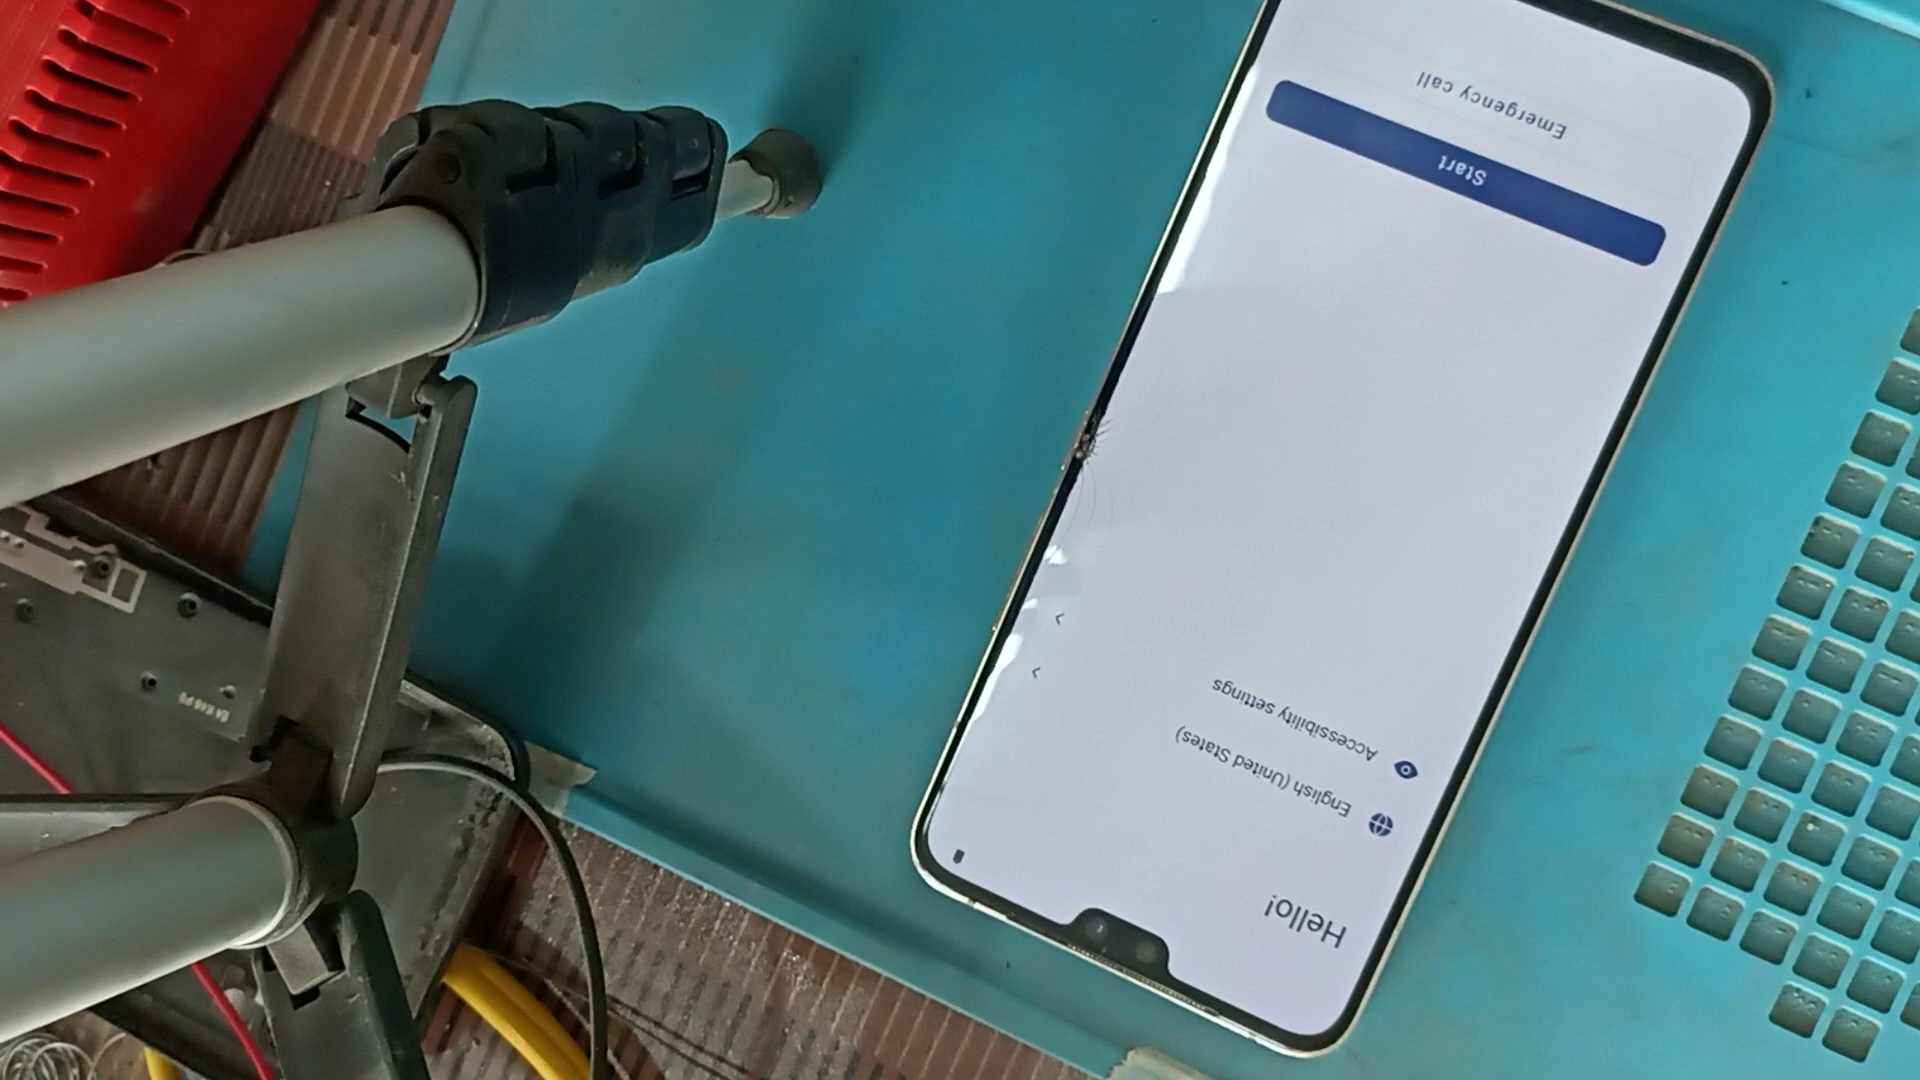 Hello!
English (United States)
Accessibility settings
Start
Emergency call